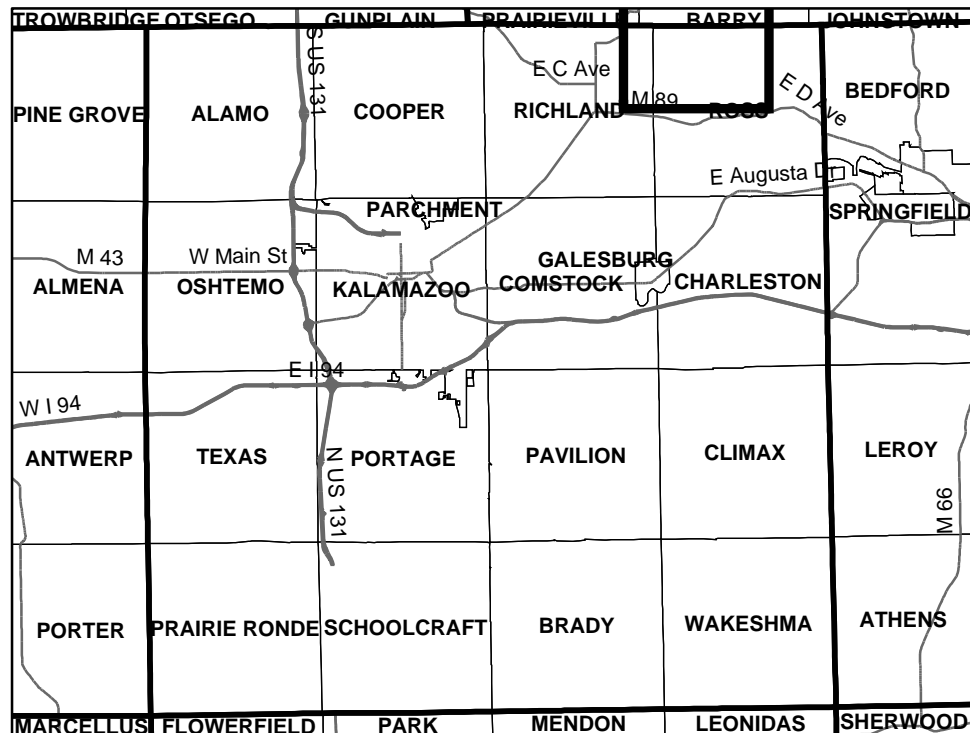 TROWBRIDGE OTSEGO GUNPLAIN PRAIRIEVILLE BARRY JOHNSTOWN
S US 131
E C Ave
M 89
E D Ave
BEDFORD
PINE GROVE ALAMO COOPER RICHLAND ROSS
E Augusta Dr
PARCHMENT SPRINGFIELD
M 43 W Main St
GALESBURG
ALMENA OSHTEMO KALAMAZOO COMSTOCK CHARLESTON
E I 94
W I 94
ANTWERP TEXAS PORTAGE PAVILION CLIMAX LEROY
N US 131
M 66
PORTER PRAIRIE RONDE SCHOOLCRAFT BRADY WAKESHMA ATHENS
MARCELLUS FLOWERFIELD PARK MENDON LEONIDAS SHERWOOD